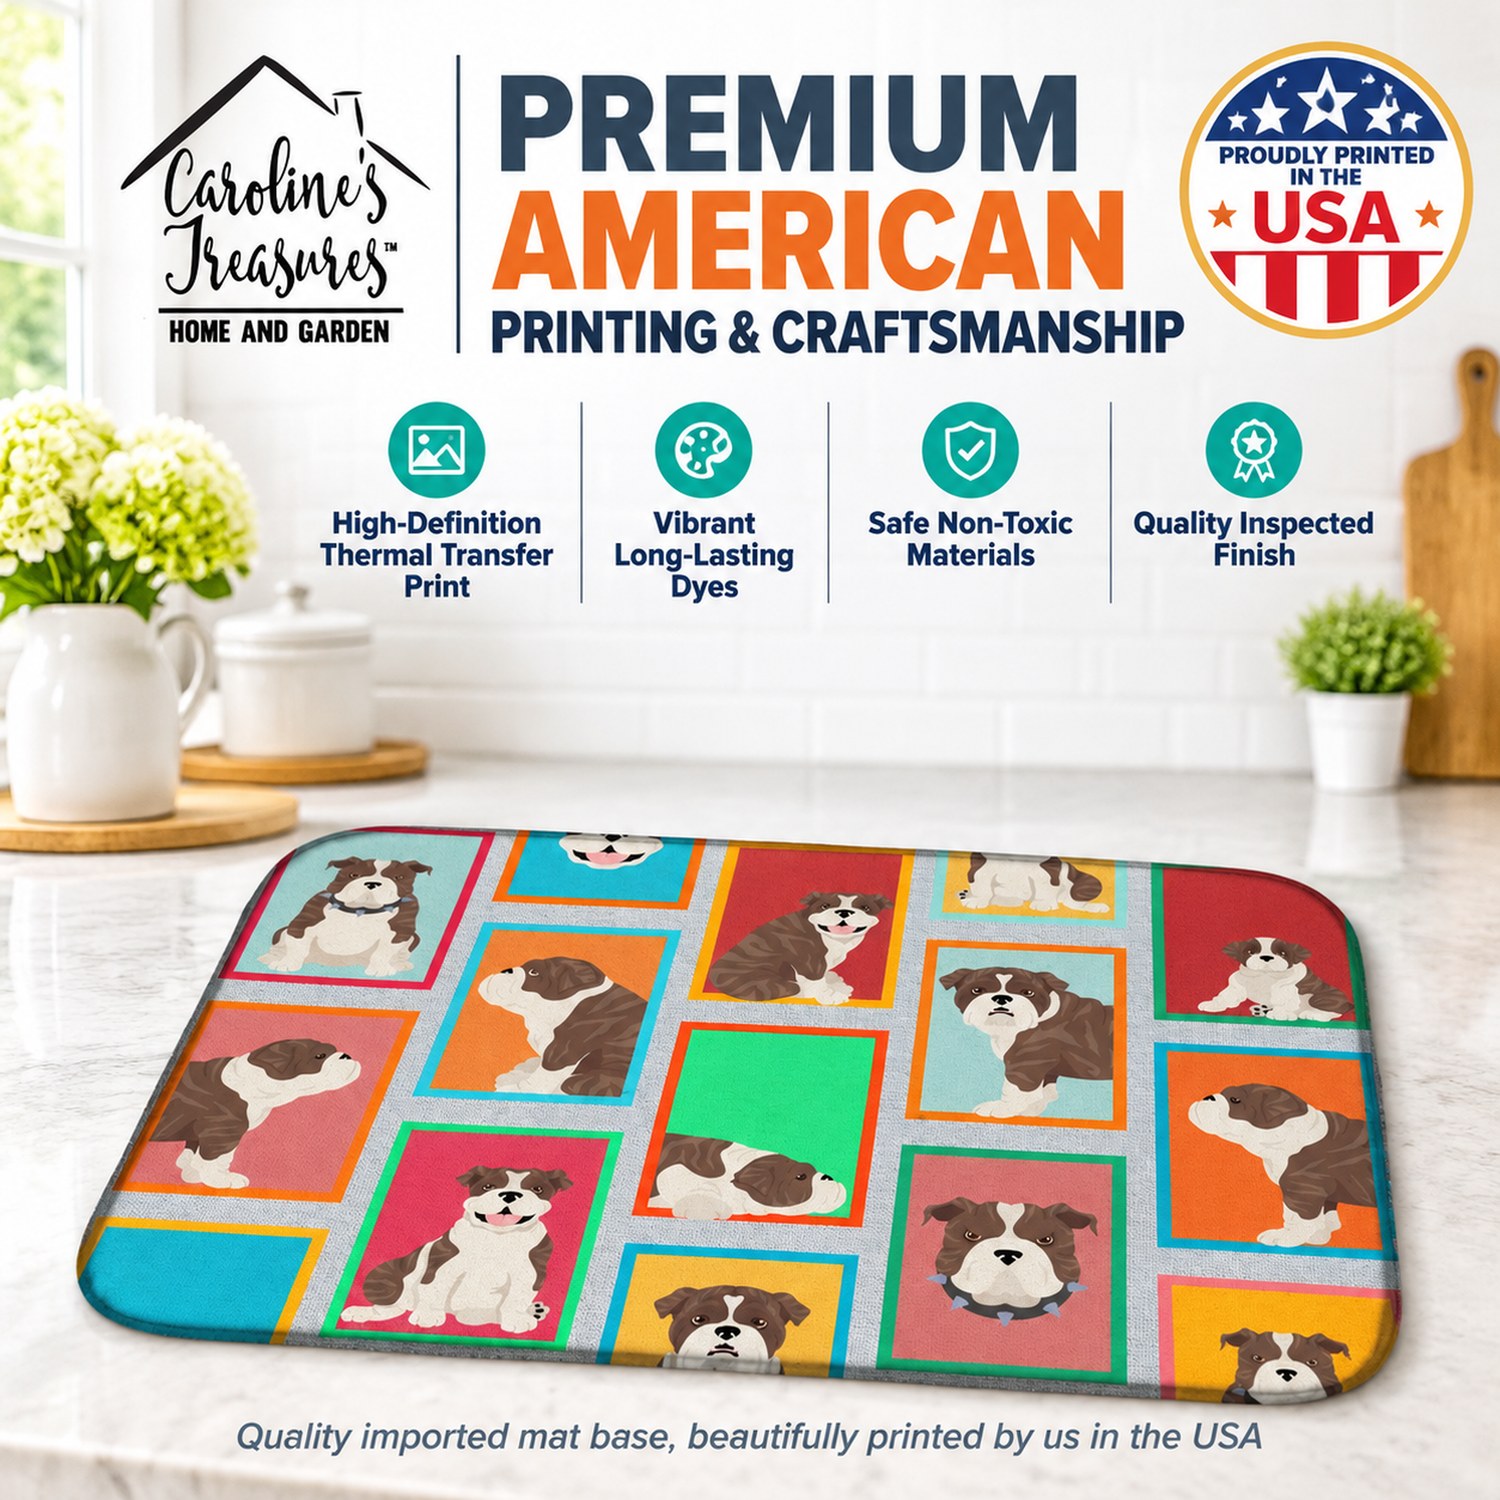 Caroline's
Treasures™
HOME AND GARDEN
PREMIUM
AMERICAN
PRINTING & CRAFTSMANSHIP
PROUDLY PRINTED
IN THE
USA
High-Definition
Thermal Transfer
Print
Vibrant
Long-Lasting
Dyes
Safe Non-Toxic
Materials
Quality Inspected
Finish
Quality imported mat base, beautifully printed by us in the USA